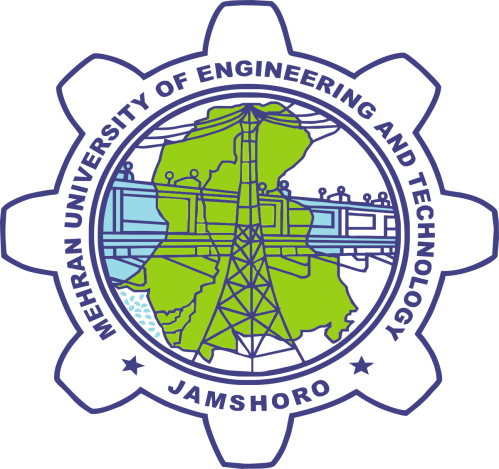 MEHRAN UNIVERSITY OF ENGINEERING AND TECHNOLOGY
JAMSHORO